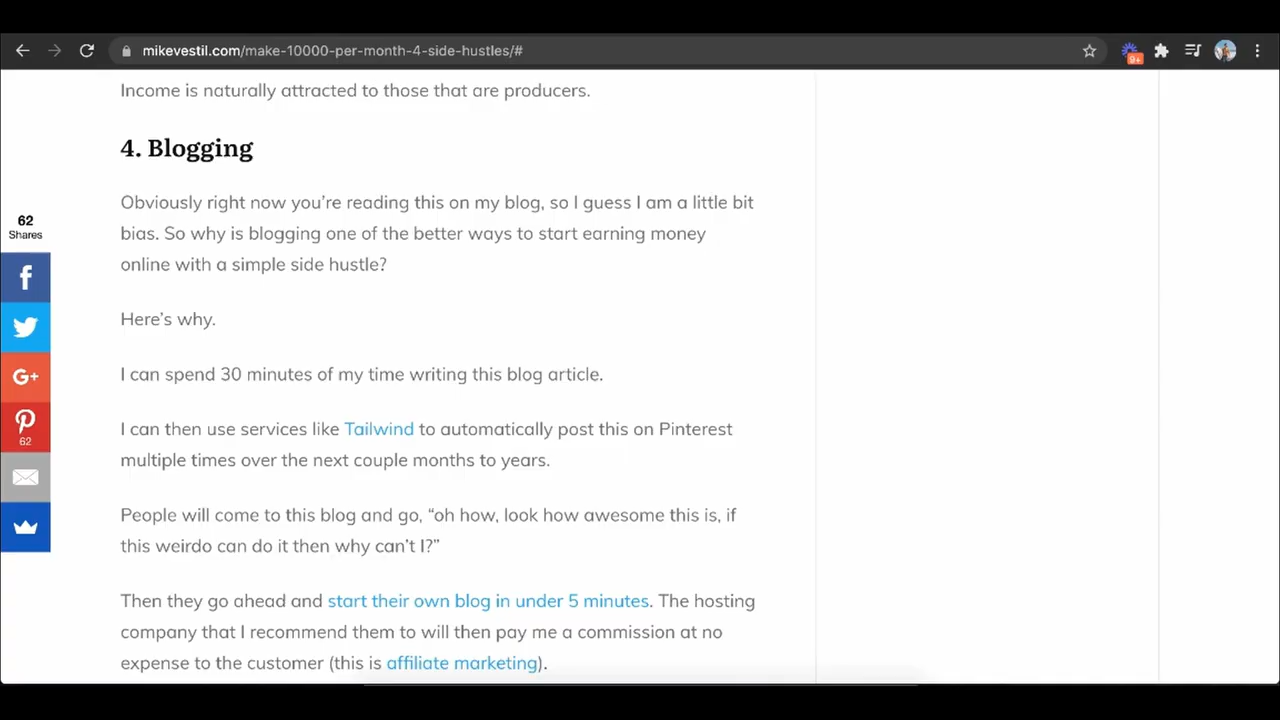 mikevestil.com/make-10000-per-month-4-side-hustles/#
9+
Income is naturally attracted to those that are producers.
4. Blogging
Obviously right now you’re reading this on my blog, so I guess I am a little bit
bias. So why is blogging one of the better ways to start earning money
online with a simple side hustle?
62
Shares
Here’s why.
I can spend 30 minutes of my time writing this blog article.
G+
I can then use services like Tailwind to automatically post this on Pinterest
62
multiple times over the next couple months to years.
People will come to this blog and go, “oh how, look how awesome this is, if
this weirdo can do it then why can’t I?”
Then they go ahead and start their own blog in under 5 minutes. The hosting
company that I recommend them to will then pay me a commission at no
expense to the customer (this is affiliate marketing).